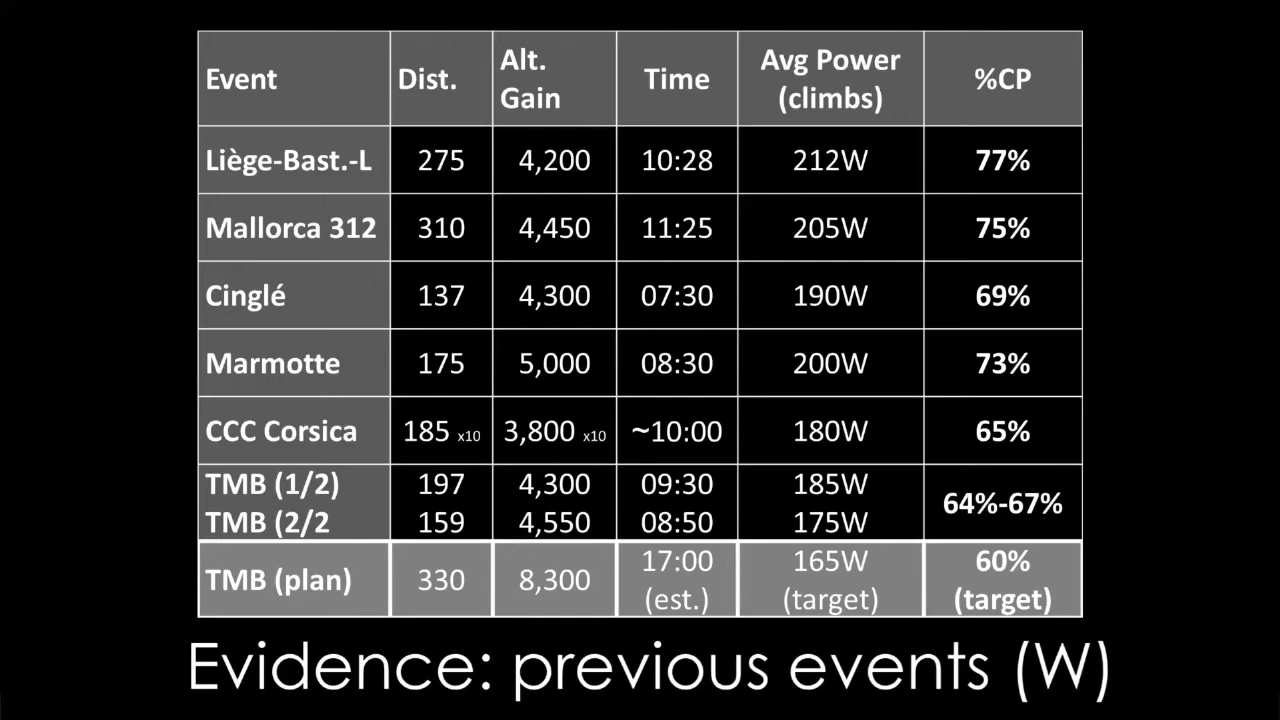 Event Dist. Alt. Gain Time Avg Power (climbs) %CP
Liège-Bast.-L 275 4,200 10:28 212W 77%
Mallorca 312 310 4,450 11:25 205W 75%
Cinglé 137 4,300 07:30 190W 69%
Marmotte 175 5,000 08:30 200W 73%
CCC Corsica 185 x10 3,800 x10 ~10:00 180W 65%
TMB (1/2) 197 4,300 09:30 185W 64%-67%
TMB (2/2 159 4,550 08:50 175W
TMB (plan) 330 8,300 17:00 (est.) 165W (target) 60% (target)
Evidence: previous events (W)